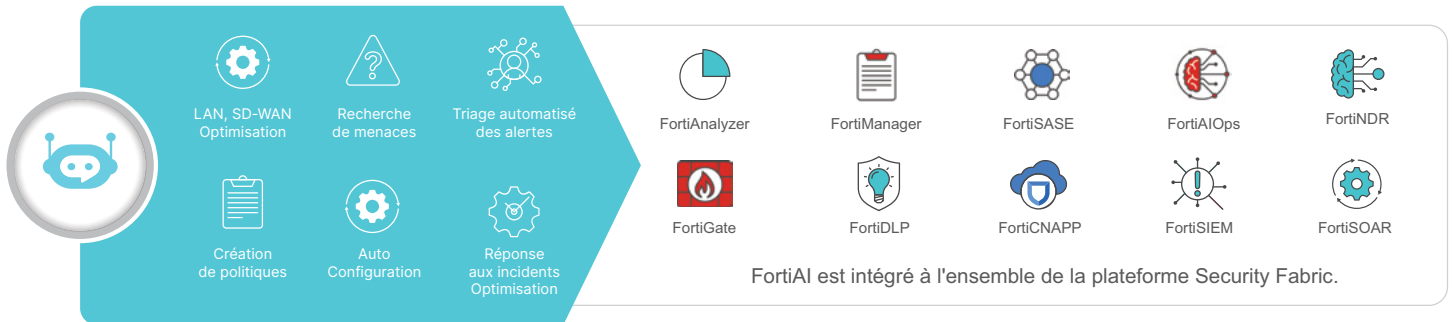 LAN, SD-WAN
Optimisation
Recherche
de menaces
Triage automatisé
des alertes
Création
de politiques
Auto
Configuration
Réponse
aux incidents
Optimisation
FortiAnalyzer
FortiManager
FortiSASE
FortiAIOps
FortiNDR
FortiGate
FortiDLP
FortiCNAPP
FortiSIEM
FortiSOAR
FortiAI est intégré à l'ensemble de la plateforme Security Fabric.